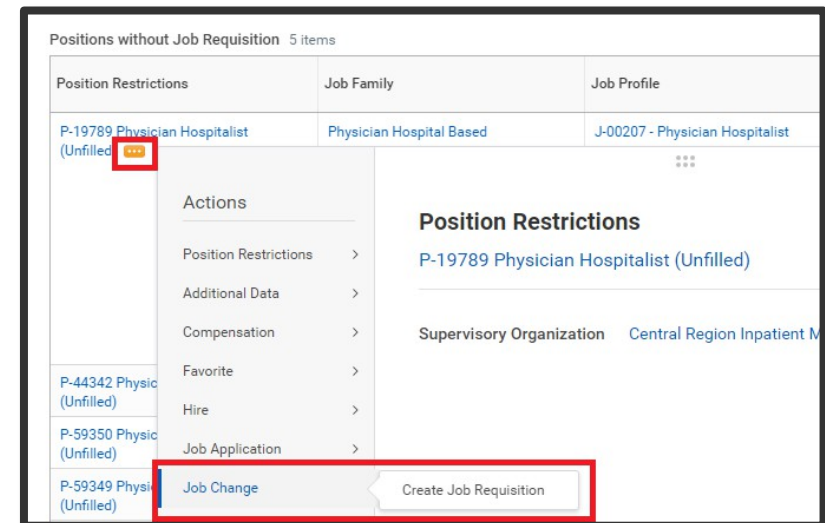 Positions without Job Requisition 5 items
Position Restrictions Job Family Job Profile
P-19789 Physician Hospitalist Physician Hospital Based J-00207 - Physician Hospitalist
(Unfilled)
Actions
Position Restrictions
P-19789 Physician Hospitalist (Unfilled)
Position Restrictions
Additional Data
Compensation
Supervisory Organization Central Region Inpatient M
Favorite
P-44342 Physic
(Unfilled)
Hire
P-59350 Physic
(Unfilled)
Job Application
P-59349 Physi
(Unfilled)
Job Change Create Job Requisition